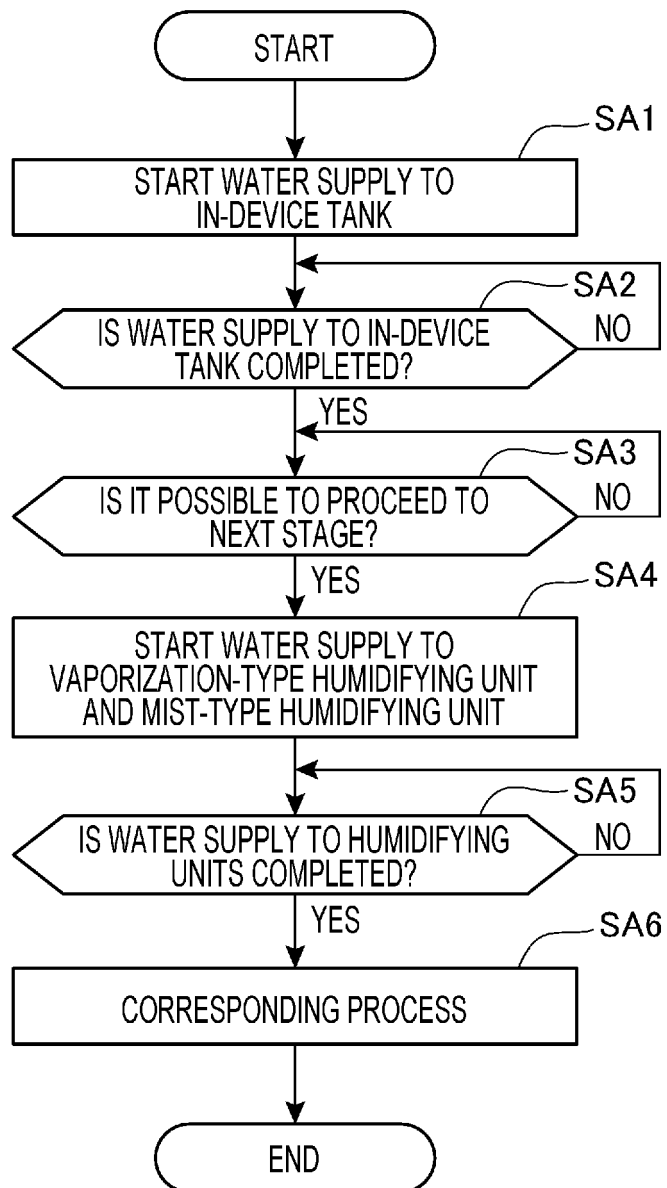 START
SA1
START WATER SUPPLY TO
IN-DEVICE TANK
SA2
IS WATER SUPPLY TO IN-DEVICE
TANK COMPLETED?
NO
YES
SA3
IS IT POSSIBLE TO PROCEED TO
NEXT STAGE?
NO
YES
SA4
START WATER SUPPLY TO
VAPORIZATION-TYPE HUMIDIFYING UNIT
AND MIST-TYPE HUMIDIFYING UNIT
SA5
IS WATER SUPPLY TO HUMIDIFYING
UNITS COMPLETED?
NO
YES
SA6
CORRESPONDING PROCESS
END